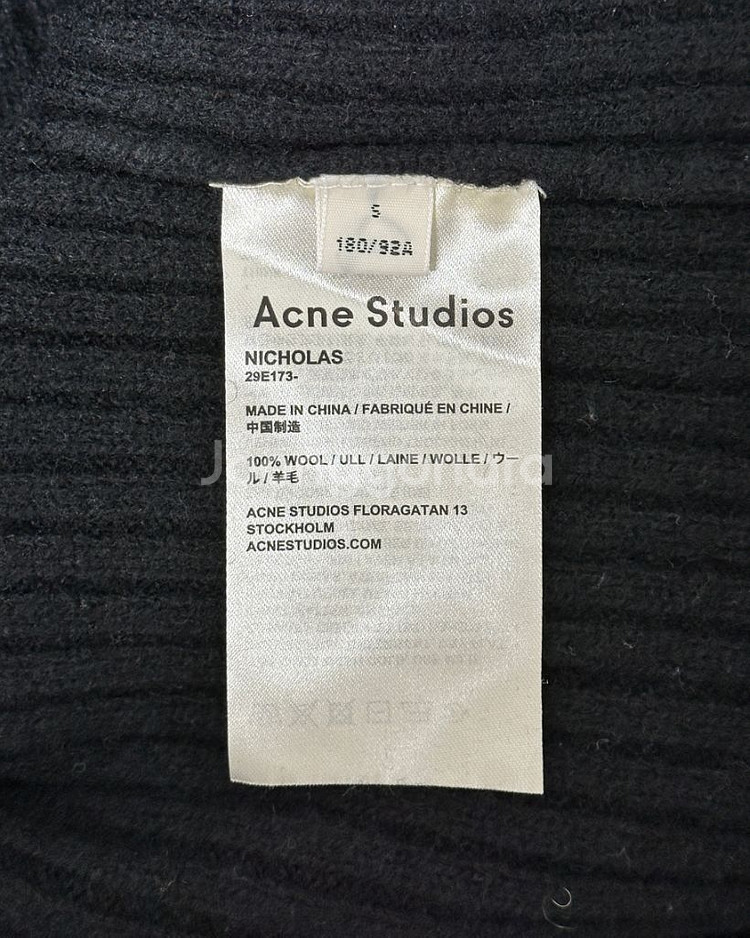 S
180/92A
Acne Studios
NICHOLAS
29E173-
MADE IN CHINA / FABRIQUÉ EN CHINE /
中国制造
100% WOOL / ULL / LAINE / WOLLE / ウー
ル / 羊毛
ACNE STUDIOS FLORAGATAN 13
STOCKHOLM
ACNESTUDIOS.COM